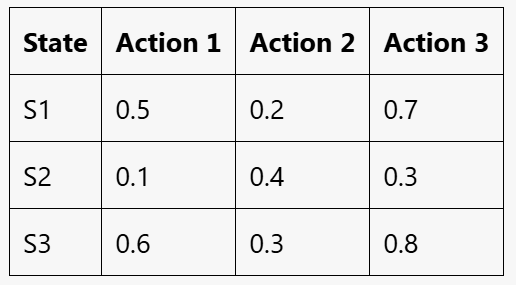 State Action 1 Action 2 Action 3
S1 0.5 0.2 0.7
S2 0.1 0.4 0.3
S3 0.6 0.3 0.8